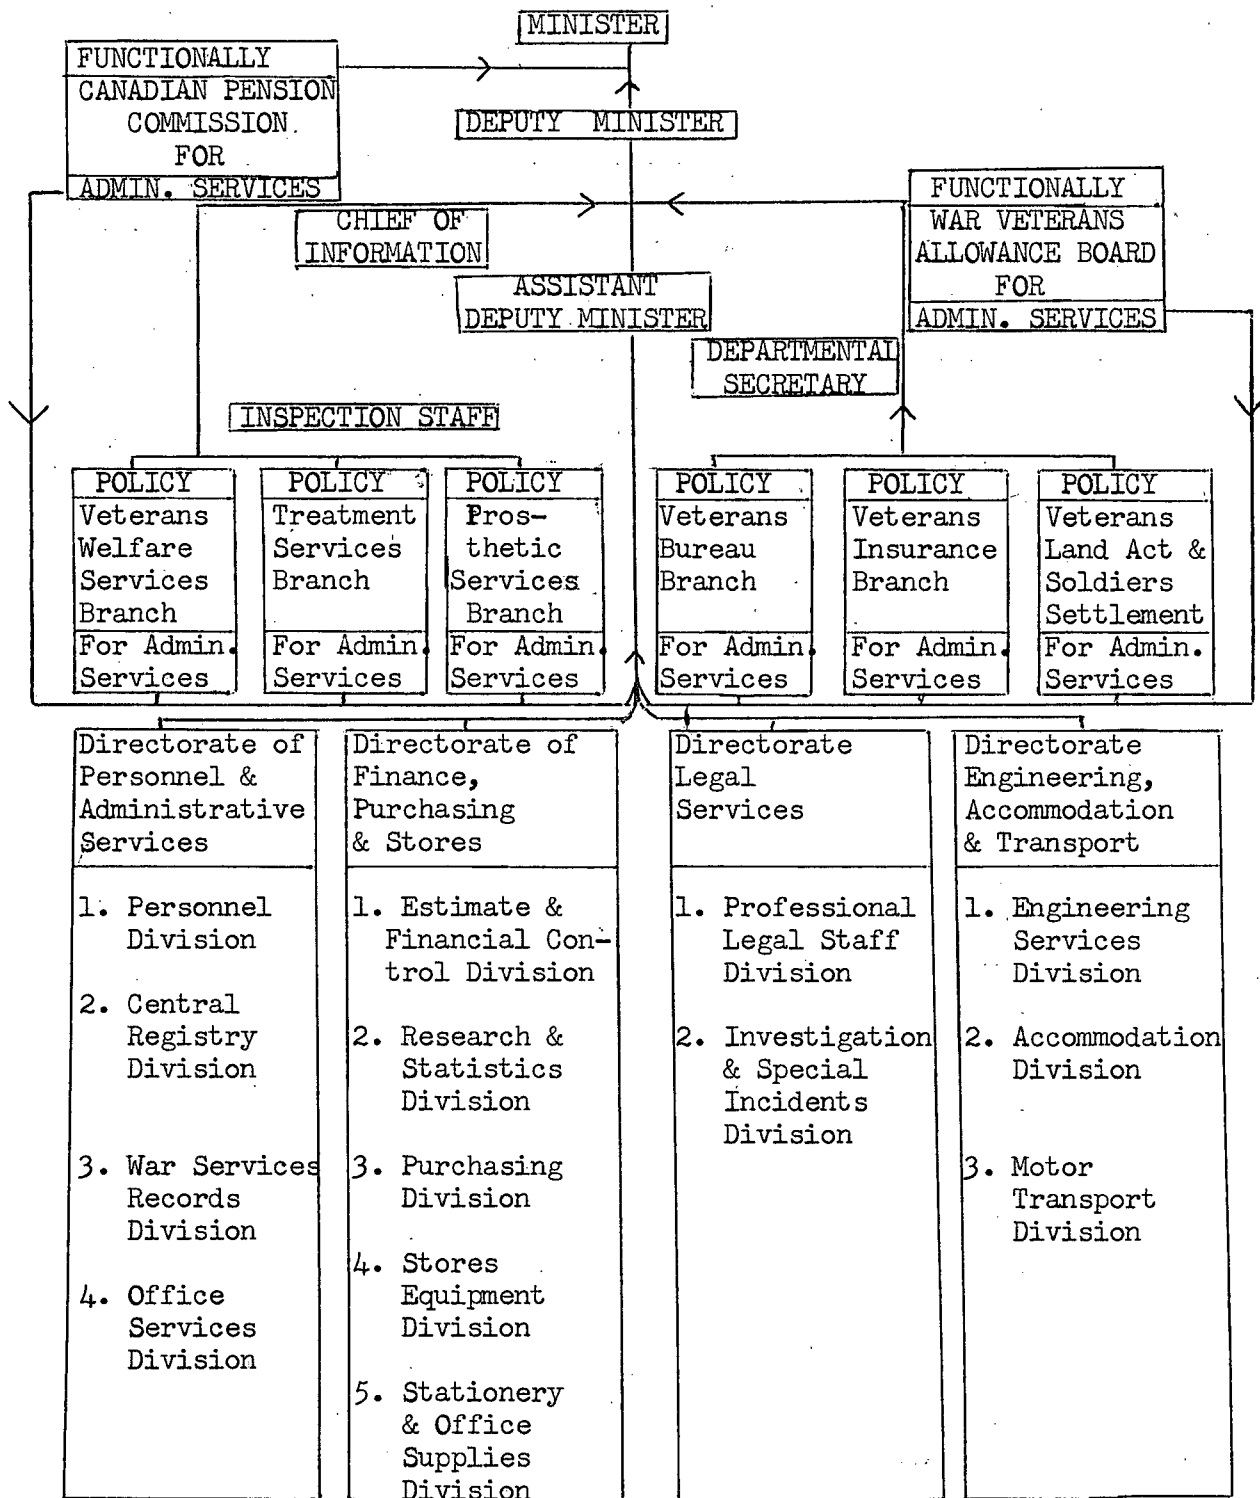 MINISTER
FUNCTIONALLY
CANADIAN PENSION
COMMISSION.
FOR
ADMIN. SERVICES
DEPUTY MINISTER
FUNCTIONALLY
WAR VETERANS
ALLOWANCE BOARD
FOR
ADMIN. SERVICES
CHIEF OF
INFORMATION
ASSISTANT
DEPUTY MINISTER
DEPARTMENTAL
SECRETARY
INSPECTION STAFF
POLICY
Veterans
Welfare
Services
Branch
For Admin.
Services
POLICY
Treatment
Services
Branch
For Admin.
Services
POLICY
Pros-
thetic
Services
Branch
For Admin.
Services
POLICY
Veterans
Bureau
Branch
For Admin.
Services
POLICY
Veterans
Insurance
Branch
For Admin.
Services
POLICY
Veterans
Land Act &
Soldiers
Settlement
For Admin.
Services
Directorate of
Personnel &
Administrative
Services
1. Personnel
Division
2. Central
Registry
Division
3. War Services
Records
Division
4. Office
Services
Division
Directorate of
Finance,
Purchasing
& Stores
1. Estimate &
Financial Con-
trol Division
2. Research &
Statistics
Division
3. Purchasing
Division
4. Stores
Equipment
Division
5. Stationery
& Office
Supplies
Division
Directorate
Legal
Services
1. Professional
Legal Staff
Division
2. Investigation
& Special
Incidents
Division
Directorate
Engineering,
Accommodation
& Transport
1. Engineering
Services
Division
2. Accommodation
Division
3. Motor
Transport
Division